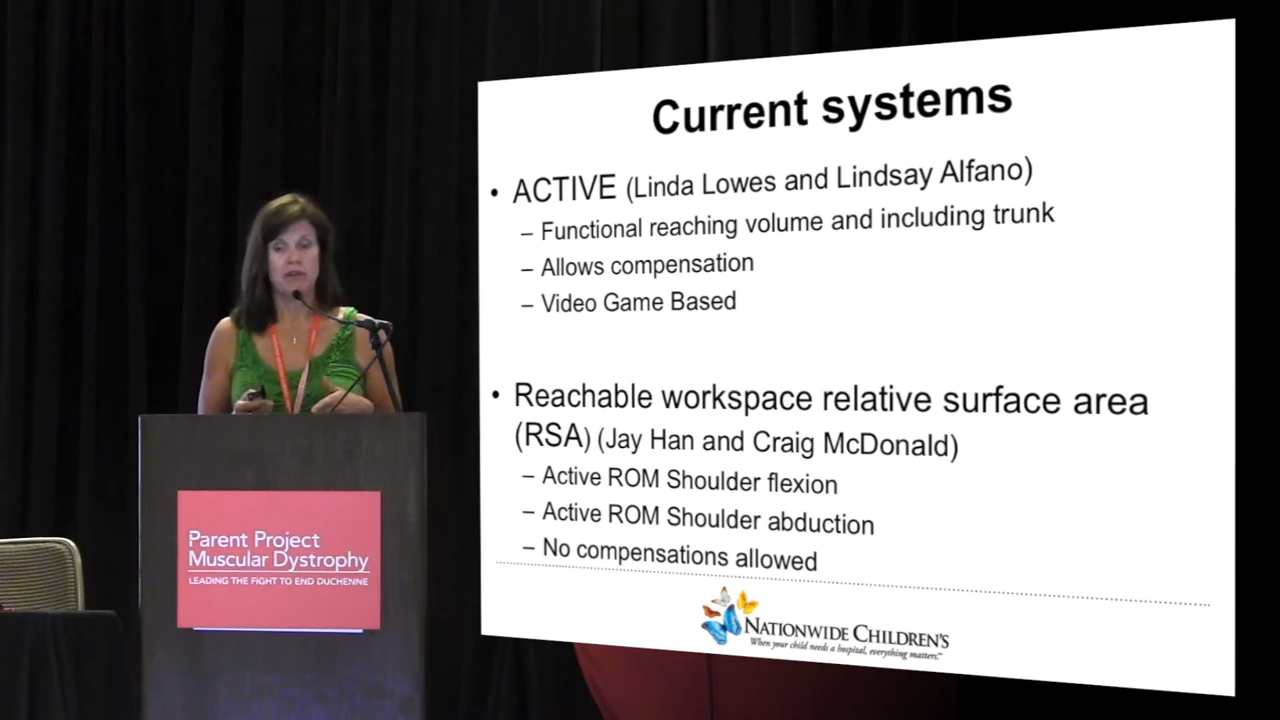 Current systems
• ACTIVE (Linda Lowes and Lindsay Alfano)
– Functional reaching volume and including trunk
– Allows compensation
– Video Game Based
• Reachable workspace relative surface area
(RSA) (Jay Han and Craig McDonald)
– Active ROM Shoulder flexion
– Active ROM Shoulder abduction
– No compensations allowed
NATIONWIDE CHILDREN'S
When your child needs a hospital, everything matters.™
Parent Project
Muscular Dystrophy
LEADING THE FIGHT TO END DUCHENNE